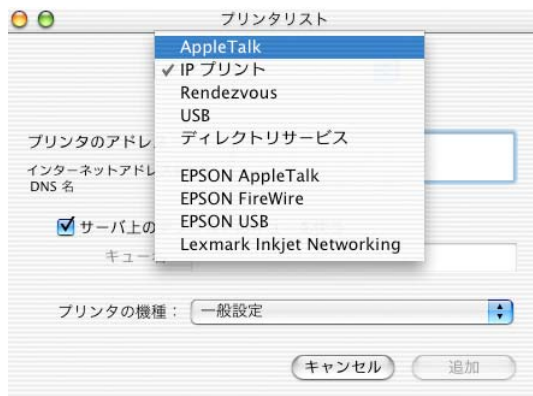 プリンタリスト
AppleTalk
IP プリント
Rendezvous
USB
ディレクトリサービス
EPSON AppleTalk
EPSON FireWire
EPSON USB
Lexmark Inkjet Networking
プリンタのアドレ
インターネットアドレ
DNS 名
サーバ上の
キュー
プリンタの機種：
一般設定
キャンセル
追加